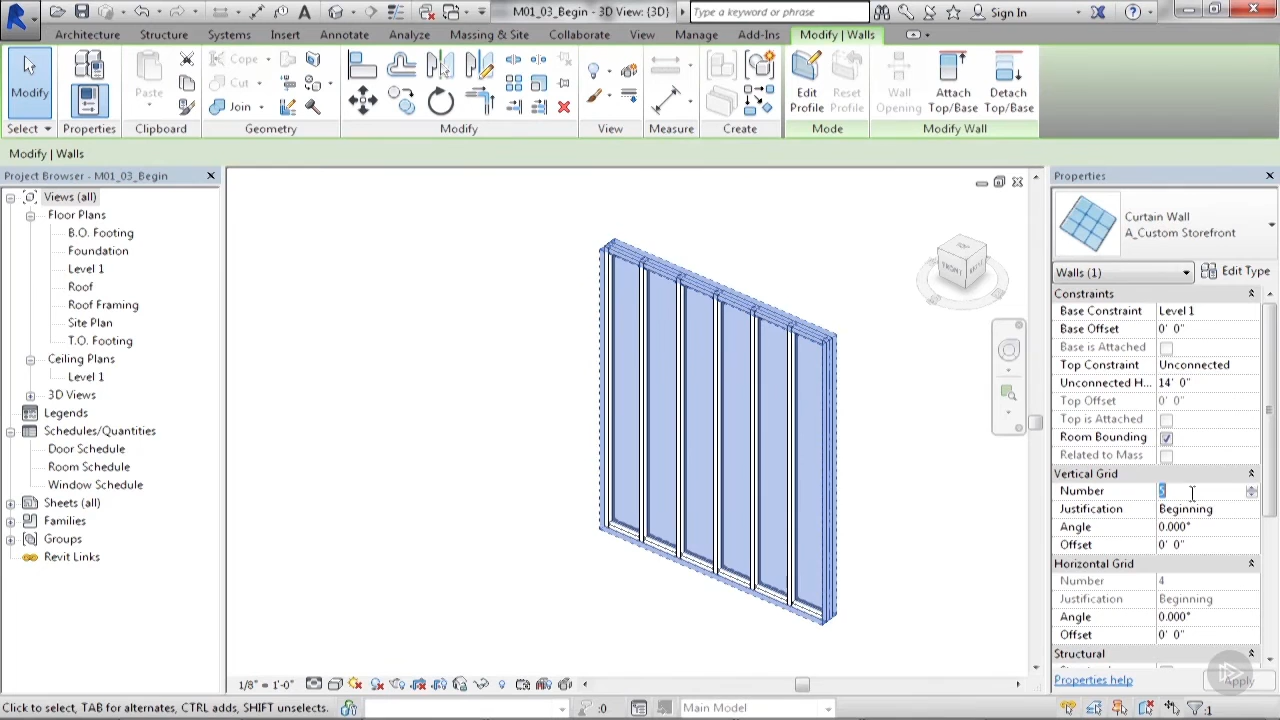 M01_03_Begin - 3D View: {3D}
Type a keyword or phrase
Sign In
Architecture Structure Systems Insert Annotate Analyze Massing & Site Collaborate View Manage Add-Ins Modify | Walls
Modify
Paste
Cope
Cut
Join
Edit Profile
Reset Profile
Wall Opening
Attach Top/Base
Detach Top/Base
Select Properties Clipboard Geometry Modify View Measure Create Mode Modify Wall
Modify | Walls
Project Browser - M01_03_Begin
Views (all)
Floor Plans
B.O. Footing
Foundation
Level 1
Roof
Roof Framing
Site Plan
T.O. Footing
Ceiling Plans
Level 1
3D Views
Legends
Schedules/Quantities
Door Schedule
Room Schedule
Window Schedule
Sheets (all)
Families
Groups
Revit Links
TOP
FRONT
1/8" = 1'-0"
Properties
Curtain Wall
A_Custom Storefront
Walls (1)
Edit Type
Constraints
Base Constraint Level 1
Base Offset 0' 0"
Base is Attached
Top Constraint Unconnected
Unconnected H... 14' 0"
Top Offset 0' 0"
Top is Attached
Room Bounding
Related to Mass
Vertical Grid
Number 5
Justification Beginning
Angle 0.000°
Offset 0' 0"
Horizontal Grid
Number 4
Justification Beginning
Angle 0.000°
Offset 0' 0"
Structural
Properties help
Apply
Click to select, TAB for alternates, CTRL adds, SHIFT unselects.
:0
Main Model
:1